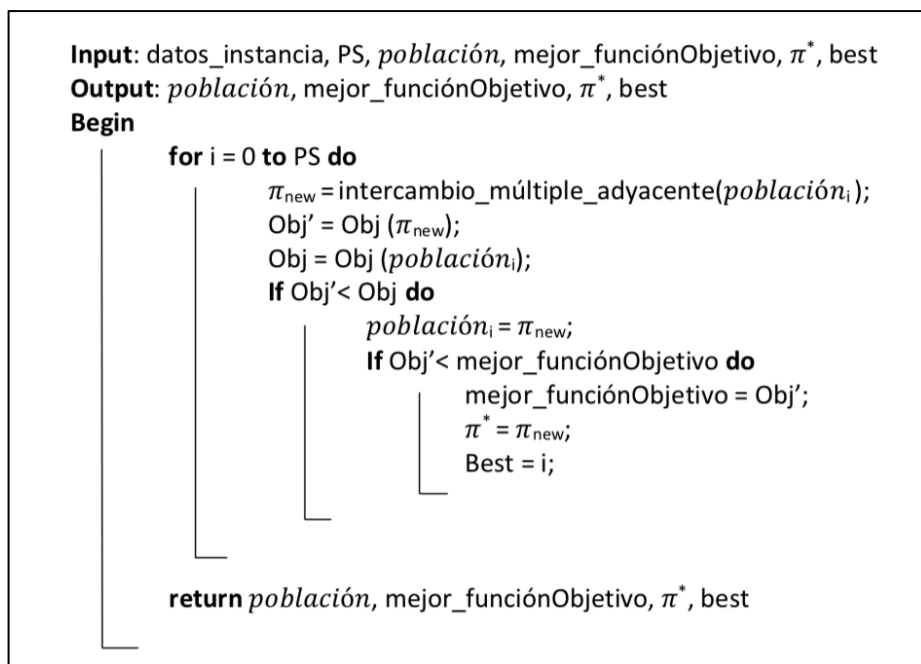 Input: datos_instancia, PS, población, mejor_funciónObjetivo, π*, best
Output: población, mejor_funciónObjetivo, π*, best
Begin
for i = 0 to PS do
πnew = intercambio_múltiple_adyacente(poblacióni);
Obj’ = Obj (πnew);
Obj = Obj (poblacióni);
If Obj’< Obj do
poblacióni = πnew;
If Obj’< mejor_funciónObjetivo do
mejor_funciónObjetivo = Obj’;
π* = πnew;
Best = i;
return población, mejor_funciónObjetivo, π*, best